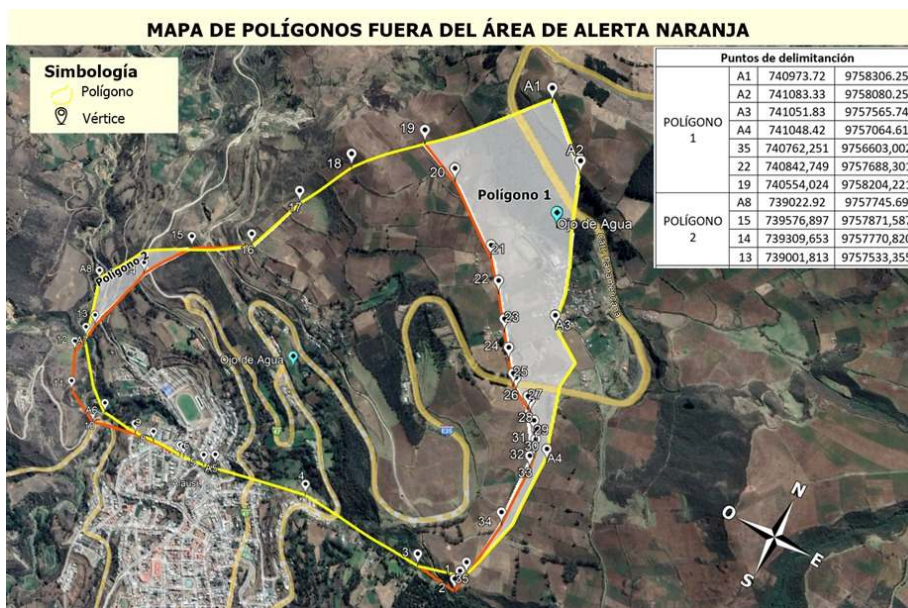 MAPA DE POLÍGONOS FUERA DEL ÁREA DE ALERTA NARANJA
Simbología
Polígono
Vértice
Puntos de delimitanción
POLÍGONO 1
A1 740973.72 9758306.25
A2 741083.33 9758080.25
A3 741051.83 9757565.74
A4 741048.42 9757064.61
35 740762,251 9756603,002
22 740842,749 9757688,301
19 740554,024 9758204,221
POLÍGONO 2
A8 739022.92 9757745.69
15 739576,897 9757871,587
14 739309,653 9757770,820
13 739001,813 9757533,355
A1
19
18
A2
20
17
Polígono 1
Ojo de Agua
15
16
21
A8
Polígono 2
22
13
23
A3
12
24
Ojo de Agua
11
25
26
27
A6
28
29
E35
31
30
32
A4
A5
33
4
34
3
1
35
2
N
O
E
S